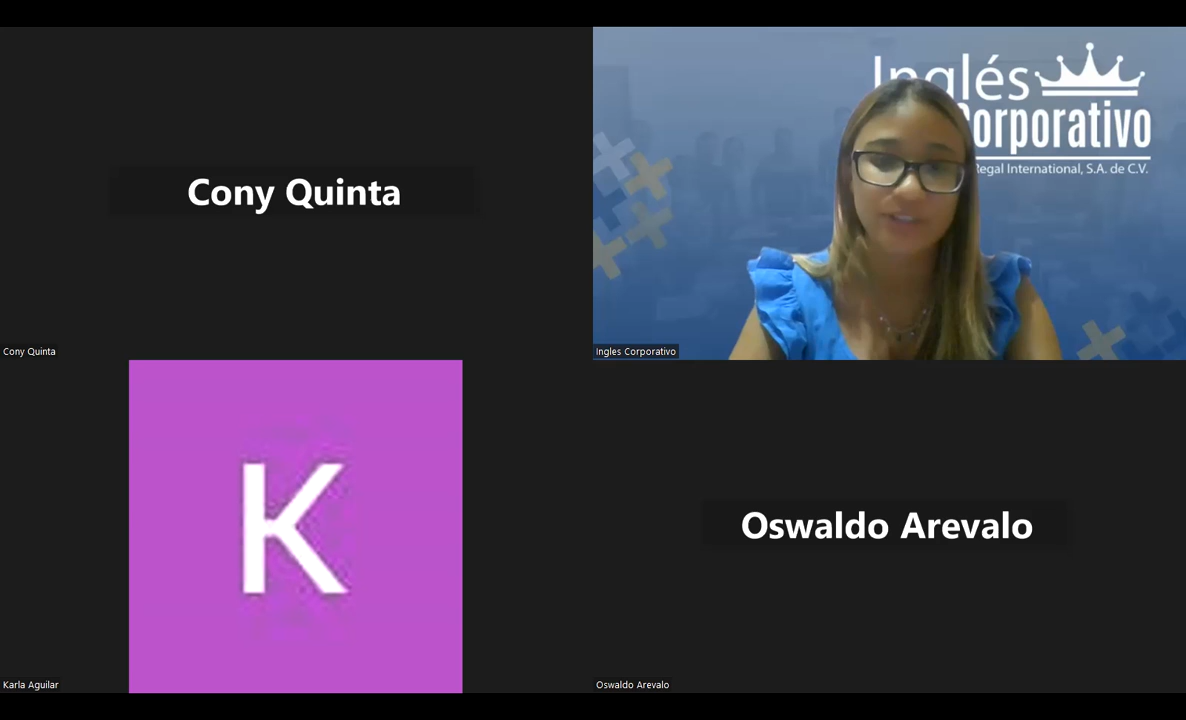 Cony Quinta
Inglés
Corporativo
Regal International, S.A. de C.V.
Cony Quinta
Ingles Corporativo
K
Oswaldo Arevalo
Karla Aguilar
Oswaldo Arevalo